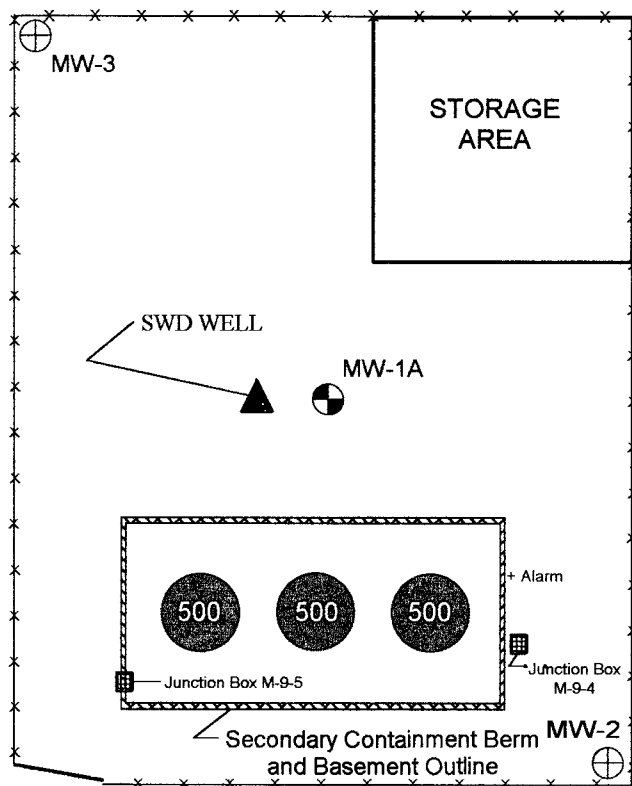 MW-3
STORAGE
AREA
SWD WELL
MW-1A
+ Alarm
500 500 500
Junction Box M-9-5
Junction Box
M-9-4
MW-2
Secondary Containment Berm
and Basement Outline